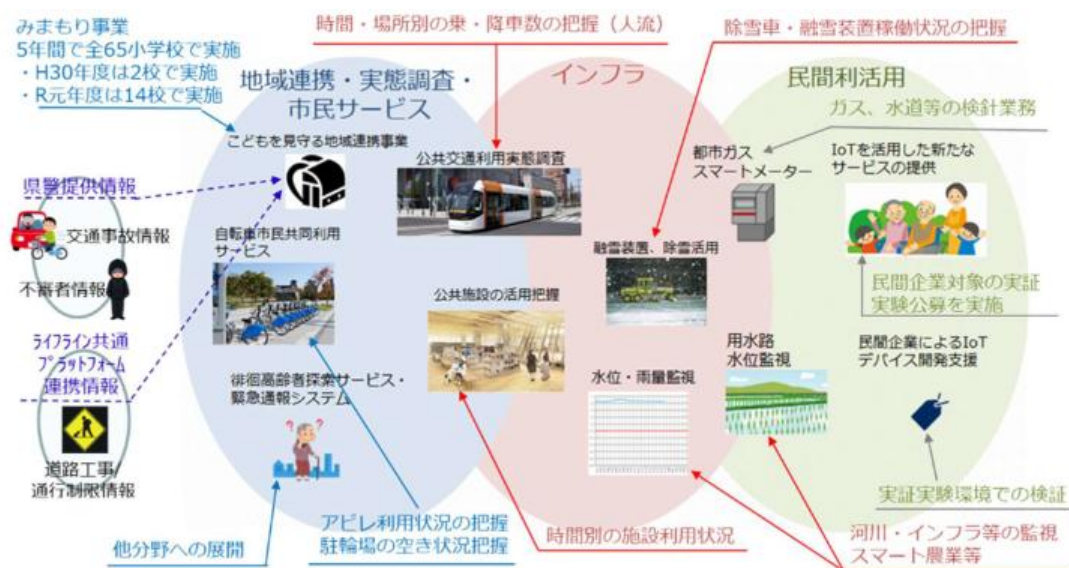 みまもり事業
5年間で全65小学校で実施
・H30年度は2校で実施
・R元年度は14校で実施
時間・場所別の乗・降車数の把握（人流）
除雪車・融雪装置稼働状況の把握
地域連携・実態調査・
市民サービス
インフラ
民間利活用
ガス、水道等の検針業務
こどもを見守る地域連携事業
公共交通利用実態調査
都市ガス
スマートメーター
IoTを活用した新たな
サービスの提供
県警提供情報
交通事故情報
不審者情報
自転車市民共同利用
サービス
融雪装置、除雪活用
公共施設の活用把握
民間企業対象の実証
実験公募を実施
ライフライン共通
プラットフォーム
連携情報
用水路
水位監視
民間企業によるIoT
デバイス開発支援
水位・雨量監視
徘徊高齢者探索サービス・
緊急通報システム
道路工事/
通行制限情報
実証実験環境での検証
アビレ利用状況の把握
駐輪場の空き状況把握
時間別の施設利用状況
河川・インフラ等の監視
スマート農業等
他分野への展開